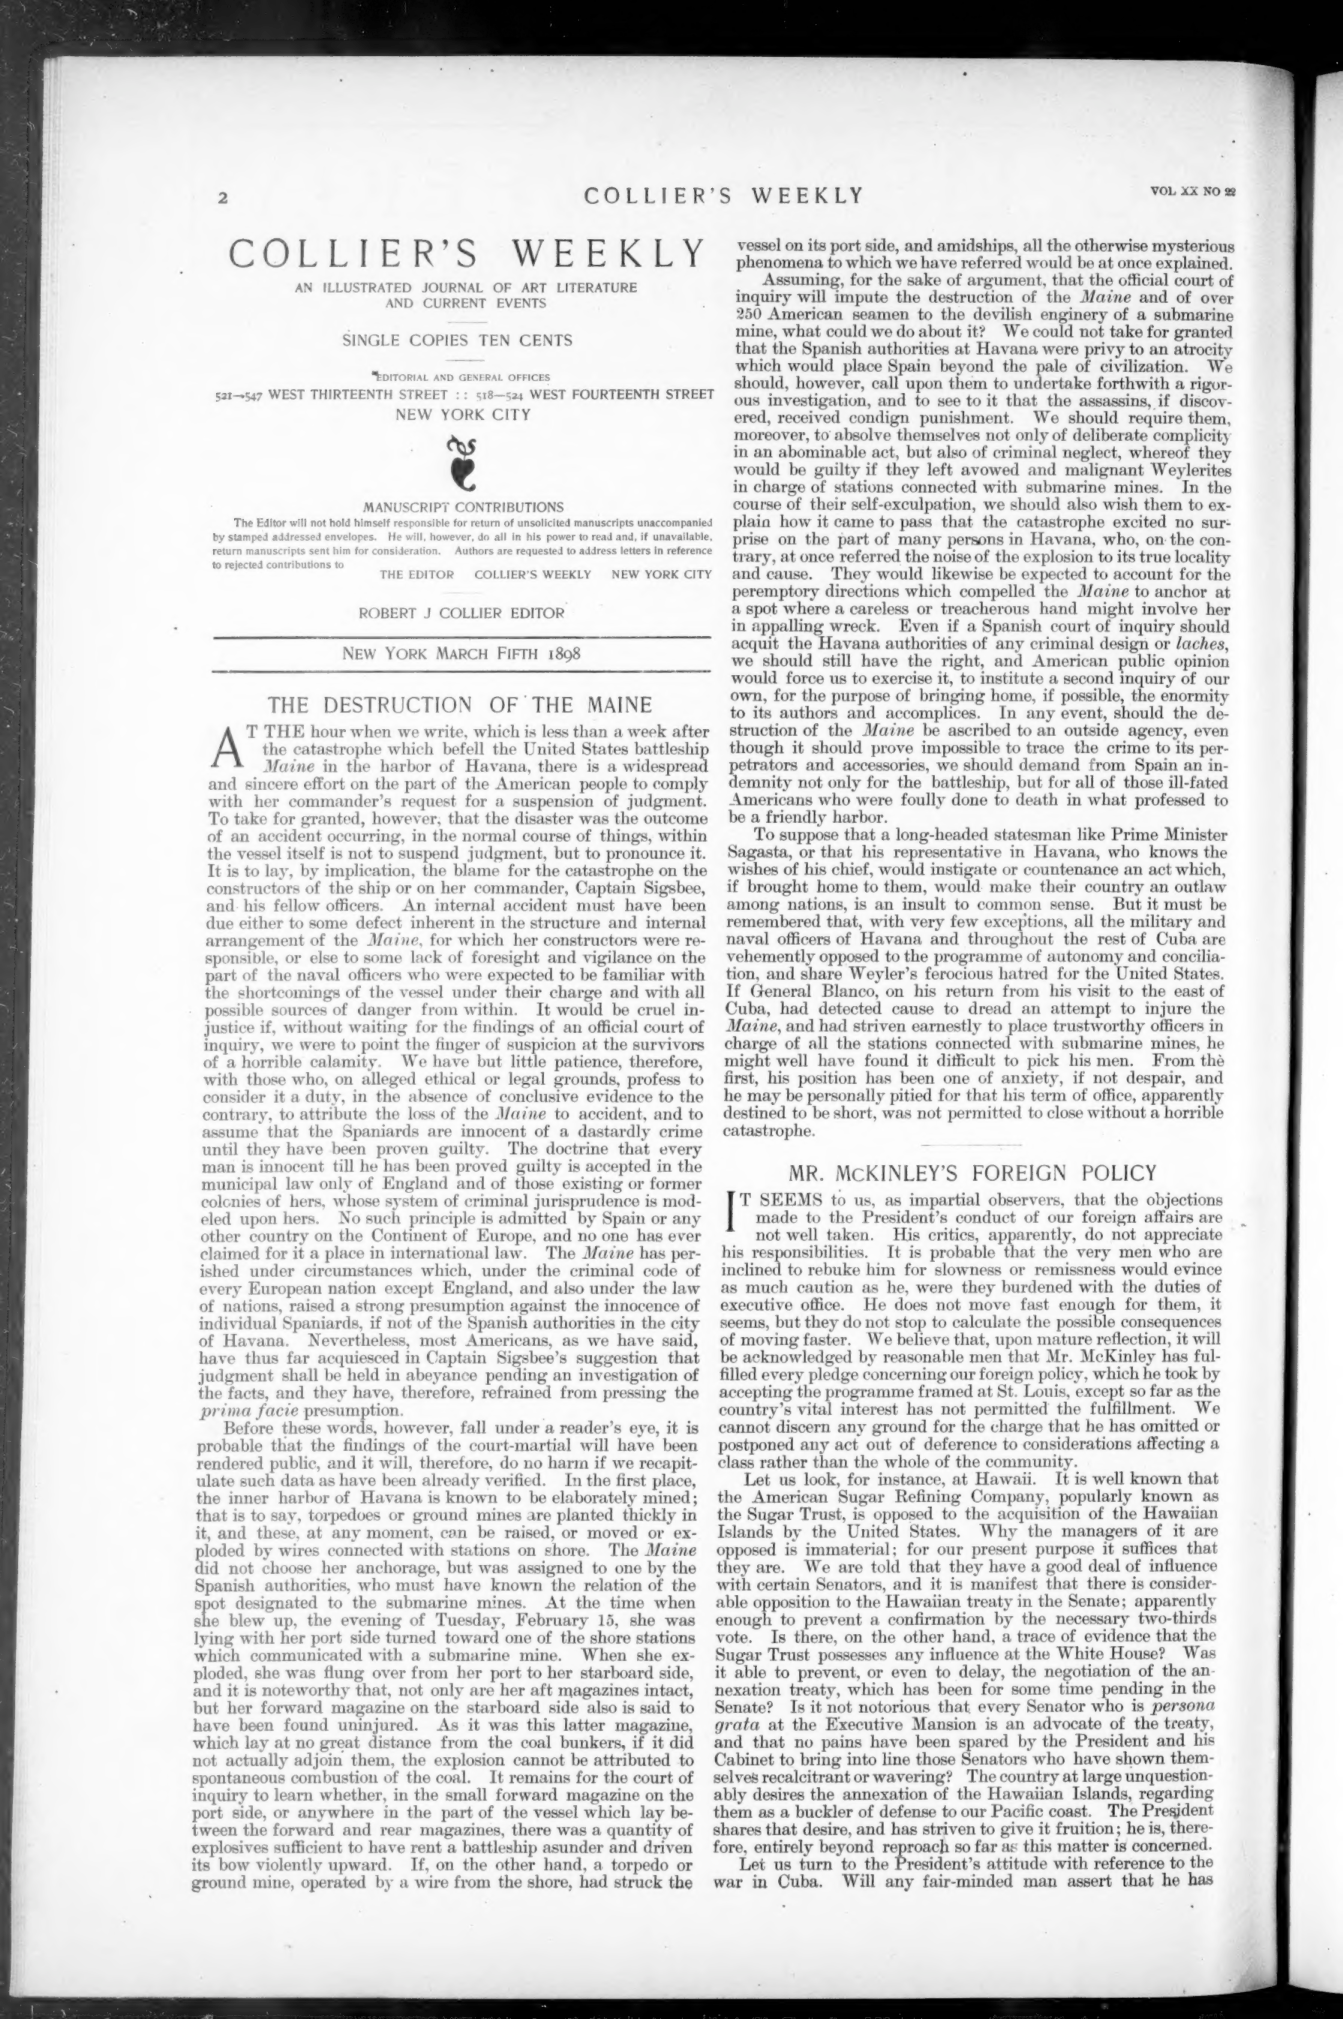 2
COLLIER'S WEEKLY
VOL XX NO 22
COLLIER'S WEEKLY
AN ILLUSTRATED JOURNAL OF ART LITERATURE
AND CURRENT EVENTS
SINGLE COPIES TEN CENTS
EDITORIAL AND GENERAL OFFICES
521—547 WEST THIRTEENTH STREET : : 518—524 WEST FOURTEENTH STREET
NEW YORK CITY
MANUSCRIPT CONTRIBUTIONS
The Editor will not hold himself responsible for return of unsolicited manuscripts unaccompanied
by stamped addressed envelopes. He will, however, do all in his power to read and, if unavailable,
return manuscripts sent him for consideration. Authors are requested to address letters in reference
to rejected contributions to
THE EDITOR COLLIER'S WEEKLY NEW YORK CITY
ROBERT J COLLIER EDITOR
NEW YORK MARCH FIFTH 1898
THE DESTRUCTION OF THE MAINE
AT THE hour when we write, which is less than a week after
the catastrophe which befell the United States battleship
Maine in the harbor of Havana, there is a widespread
and sincere effort on the part of the American people to comply
with her commander's request for a suspension of judgment.
To take for granted, however, that the disaster was the outcome
of an accident occurring, in the normal course of things, within
the vessel itself is not to suspend judgment, but to pronounce it.
It is to lay, by implication, the blame for the catastrophe on the
constructors of the ship or on her commander, Captain Sigsbee,
and his fellow officers. An internal accident must have been
due either to some defect inherent in the structure and internal
arrangement of the Maine, for which her constructors were re-
sponsible, or else to some lack of foresight and vigilance on the
part of the naval officers who were expected to be familiar with
the shortcomings of the vessel under their charge and with all
possible sources of danger from within. It would be cruel in-
justice if, without waiting for the findings of an official court of
inquiry, we were to point the finger of suspicion at the survivors
of a horrible calamity. We have but little patience, therefore,
with those who, on alleged ethical or legal grounds, profess to
consider it a duty, in the absence of conclusive evidence to the
contrary, to attribute the loss of the Maine to accident, and to
assume that the Spaniards are innocent of a dastardly crime
until they have been proven guilty. The doctrine that every
man is innocent till he has been proved guilty is accepted in the
municipal law only of England and of those existing or former
colonies of hers, whose system of criminal jurisprudence is mod-
eled upon hers. No such principle is admitted by Spain or any
other country on the Continent of Europe, and no one has ever
claimed for it a place in international law. The Maine has per-
ished under circumstances which, under the criminal code of
every European nation except England, and also under the law
of nations, raised a strong presumption against the innocence of
individual Spaniards, if not of the Spanish authorities in the city
of Havana. Nevertheless, most Americans, as we have said,
have thus far acquiesced in Captain Sigsbee's suggestion that
judgment shall be held in abeyance pending an investigation of
the facts, and they have, therefore, refrained from pressing the
prima facie presumption.
Before these words, however, fall under a reader's eye, it is
probable that the findings of the court-martial will have been
rendered public, and it will, therefore, do no harm if we recapit-
ulate such data as have been already verified. In the first place,
the inner harbor of Havana is known to be elaborately mined;
that is to say, torpedoes or ground mines are planted thickly in
it, and these, at any moment, can be raised, or moved or ex-
ploded by wires connected with stations on shore. The Maine
did not choose her anchorage, but was assigned to one by the
Spanish authorities, who must have known the relation of the
spot designated to the submarine mines. At the time when
she blew up, the evening of Tuesday, February 15, she was
lying with her port side turned toward one of the shore stations
which communicated with a submarine mine. When she ex-
ploded, she was flung over from her port to her starboard side,
and it is noteworthy that, not only are her aft magazines intact,
but her forward magazine on the starboard side also is said to
have been found uninjured. As it was this latter magazine,
which lay at no great distance from the coal bunkers, if it did
not actually adjoin them, the explosion cannot be attributed to
spontaneous combustion of the coal. It remains for the court of
inquiry to learn whether, in the small forward magazine on the
port side, or anywhere in the part of the vessel which lay be-
tween the forward and rear magazines, there was a quantity of
explosives sufficient to have rent a battleship asunder and driven
its bow violently upward. If, on the other hand, a torpedo or
ground mine, operated by a wire from the shore, had struck the
vessel on its port side, and amidships, all the otherwise mysterious
phenomena to which we have referred would be at once explained.
Assuming, for the sake of argument, that the official court of
inquiry will impute the destruction of the Maine and of over
250 American seamen to the devilish enginery of a submarine
mine, what could we do about it? We could not take for granted
that the Spanish authorities at Havana were privy to an atrocity
which would place Spain beyond the pale of civilization. We
should, however, call upon them to undertake forthwith a rigor-
ous investigation, and to see to it that the assassins, if discov-
ered, received condign punishment. We should require them,
moreover, to absolve themselves not only of deliberate complicity
in an abominable act, but also of criminal neglect, whereof they
would be guilty if they left avowed and malignant Weylerites
in charge of stations connected with submarine mines. In the
course of their self-exculpation, we should also wish them to ex-
plain how it came to pass that the catastrophe excited no sur-
prise on the part of many persons in Havana, who, on the con-
trary, at once referred the noise of the explosion to its true locality
and cause. They would likewise be expected to account for the
peremptory directions which compelled the Maine to anchor at
a spot where a careless or treacherous hand might involve her
in appalling wreck. Even if a Spanish court of inquiry should
acquit the Havana authorities of any criminal design or laches,
we should still have the right, and American public opinion
would force us to exercise it, to institute a second inquiry of our
own, for the purpose of bringing home, if possible, the enormity
to its authors and accomplices. In any event, should the de-
struction of the Maine be ascribed to an outside agency, even
though it should prove impossible to trace the crime to its per-
petrators and accessories, we should demand from Spain an in-
demnity not only for the battleship, but for all of those ill-fated
Americans who were foully done to death in what professed to
be a friendly harbor.
To suppose that a long-headed statesman like Prime Minister
Sagasta, or that his representative in Havana, who knows the
wishes of his chief, would instigate or countenance an act which,
if brought home to them, would make their country an outlaw
among nations, is an insult to common sense. But it must be
remembered that, with very few exceptions, all the military and
naval officers of Havana and throughout the rest of Cuba are
vehemently opposed to the programme of autonomy and concilia-
tion, and share Weyler's ferocious hatred for the United States.
If General Blanco, on his return from his visit to the east of
Cuba, had detected cause to dread an attempt to injure the
Maine, and had striven earnestly to place trustworthy officers in
charge of all the stations connected with submarine mines, he
might well have found it difficult to pick his men. From the
first, his position has been one of anxiety, if not despair, and
he may be personally pitied for that his term of office, apparently
destined to be short, was not permitted to close without a horrible
catastrophe.
MR. McKINLEY'S FOREIGN POLICY
IT SEEMS to us, as impartial observers, that the objections
made to the President's conduct of our foreign affairs are
not well taken. His critics, apparently, do not appreciate
his responsibilities. It is probable that the very men who are
inclined to rebuke him for slowness or remissness would evince
as much caution as he, were they burdened with the duties of
executive office. He does not move fast enough for them, it
seems, but they do not stop to calculate the possible consequences
of moving faster. We believe that, upon mature reflection, it will
be acknowledged by reasonable men that Mr. McKinley has ful-
filled every pledge concerning our foreign policy, which he took by
accepting the programme framed at St. Louis, except so far as the
country's vital interest has not permitted the fulfillment. We
cannot discern any ground for the charge that he has omitted or
postponed any act out of deference to considerations affecting a
class rather than the whole of the community.
Let us look, for instance, at Hawaii. It is well known that
the American Sugar Refining Company, popularly known as
the Sugar Trust, is opposed to the acquisition of the Hawaiian
Islands by the United States. Why the managers of it are
opposed is immaterial; for our present purpose it suffices that
they are. We are told that they have a good deal of influence
with certain Senators, and it is manifest that there is consider-
able opposition to the Hawaiian treaty in the Senate; apparently
enough to prevent a confirmation by the necessary two-thirds
vote. Is there, on the other hand, a trace of evidence that the
Sugar Trust possesses any influence at the White House? Was
it able to prevent, or even to delay, the negotiation of the an-
nexation treaty, which has been for some time pending in the
Senate? Is it not notorious that every Senator who is persona
grata at the Executive Mansion is an advocate of the treaty,
and that no pains have been spared by the President and his
Cabinet to bring into line those Senators who have shown them-
selves recalcitrant or wavering? The country at large unquestion-
ably desires the annexation of the Hawaiian Islands, regarding
them as a buckler of defense to our Pacific coast. The President
shares that desire, and has striven to give it fruition; he is, there-
fore, entirely beyond reproach so far as this matter is concerned.
Let us turn to the President's attitude with reference to the
war in Cuba. Will any fair-minded man assert that he has